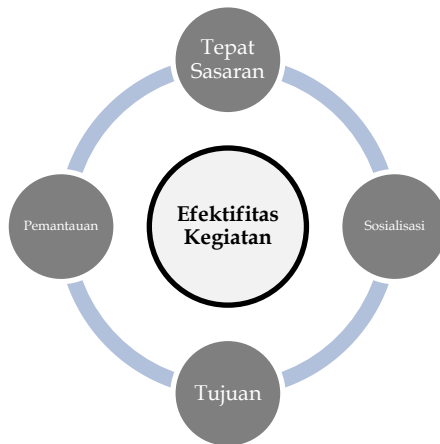 Tepat
Sasaran
Pemantauan
Efektifitas
Kegiatan
Sosialisasi
Tujuan